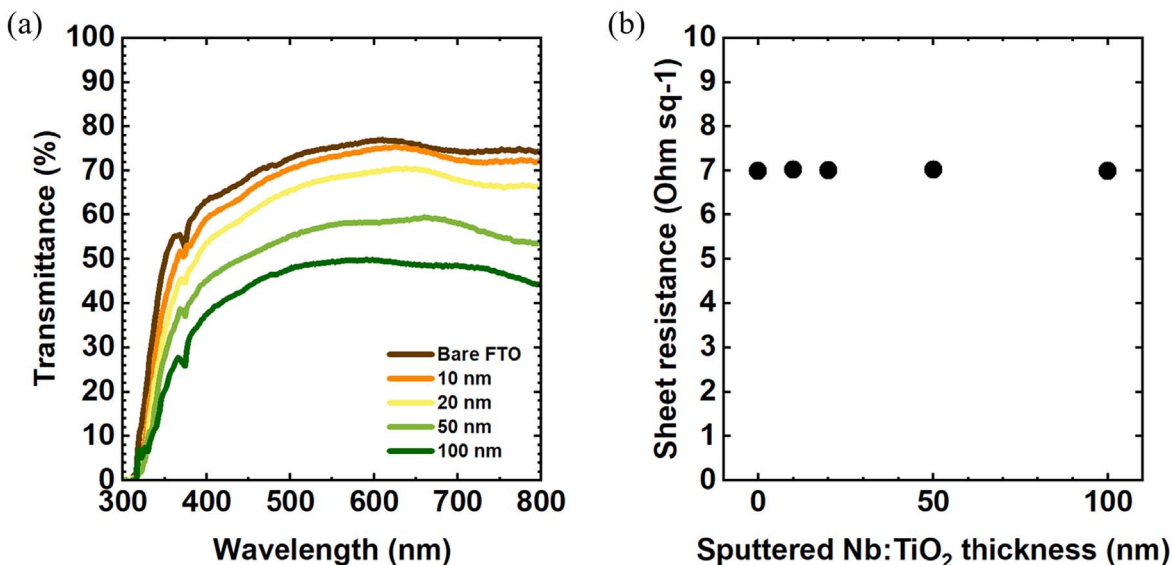 (a)
100
90
80
70
60
50
40
30
20
10
0
Transmittance (%)
Bare FTO
10 nm
20 nm
50 nm
100 nm
300 400 500 600 700 800
Wavelength (nm)
(b)
10
9
8
7
6
5
4
3
2
1
0
Sheet resistance (Ohm sq-1)
0 50 100
Sputtered Nb:TiO₂ thickness (nm)